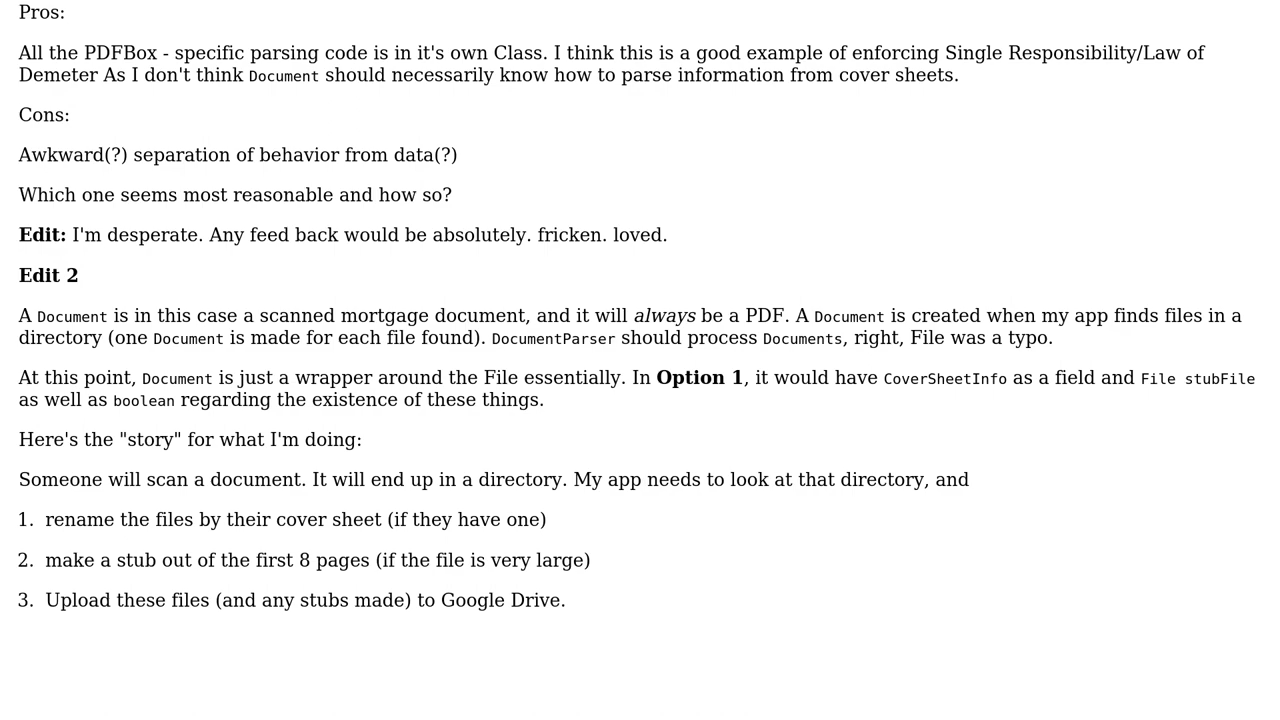 Pros:
All the PDFBox - specific parsing code is in it's own Class. I think this is a good example of enforcing Single Responsibility/Law of
Demeter As I don't think Document should necessarily know how to parse information from cover sheets.
Cons:
Awkward(?) separation of behavior from data(?)
Which one seems most reasonable and how so?
Edit: I'm desperate. Any feed back would be absolutely. fricken. loved.
Edit 2
A Document is in this case a scanned mortgage document, and it will always be a PDF. A Document is created when my app finds files in a
directory (one Document is made for each file found). DocumentParser should process Documents, right, File was a typo.
At this point, Document is just a wrapper around the File essentially. In Option 1, it would have CoverSheetInfo as a field and File stubFile
as well as boolean regarding the existence of these things.
Here's the "story" for what I'm doing:
Someone will scan a document. It will end up in a directory. My app needs to look at that directory, and
1. rename the files by their cover sheet (if they have one)
2. make a stub out of the first 8 pages (if the file is very large)
3. Upload these files (and any stubs made) to Google Drive.